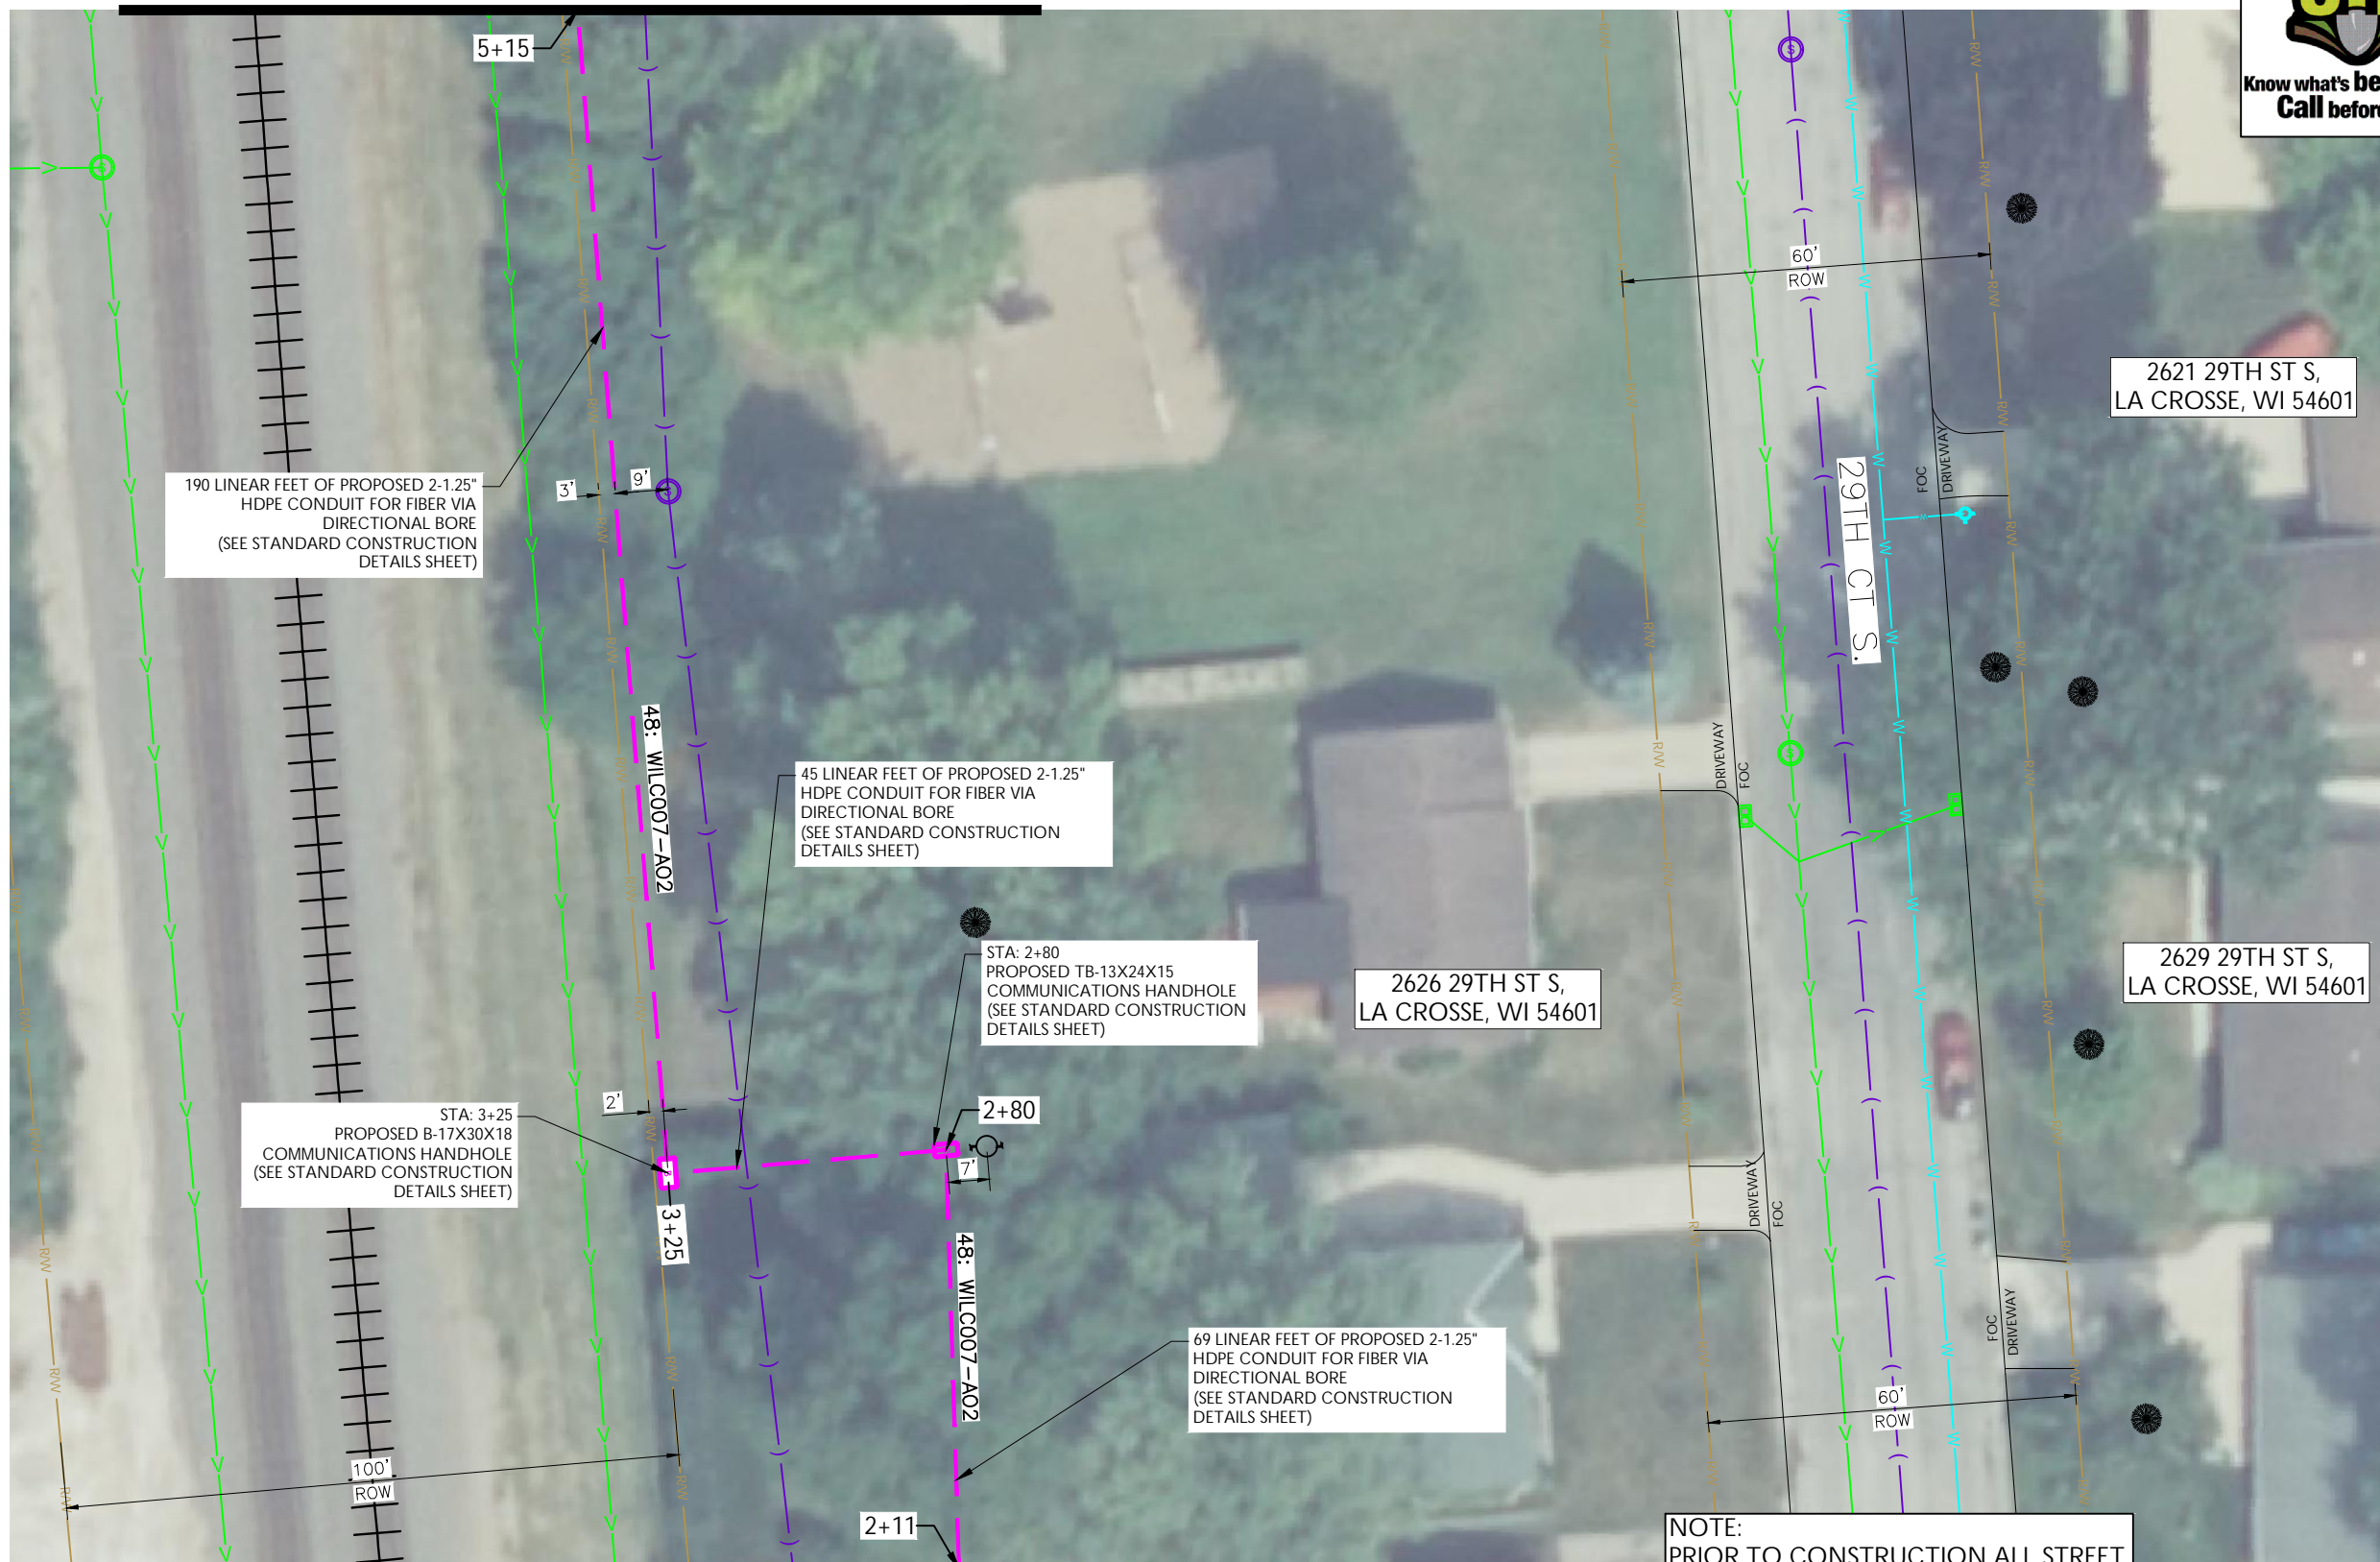 5+15
Know what's
Call
60'
ROW
2621 29TH ST S,
LA CROSSE, WI 54601
FOC
DRIVEWAY
29TH CT S.
190 LINEAR FEET OF PROPOSED 2-1.25"
HDPE CONDUIT FOR FIBER VIA
DIRECTIONAL BORE
(SEE STANDARD CONSTRUCTION
DETAILS SHEET)
3'
9'
48: WILC007-A02
45 LINEAR FEET OF PROPOSED 2-1.25"
HDPE CONDUIT FOR FIBER VIA
DIRECTIONAL BORE
(SEE STANDARD CONSTRUCTION
DETAILS SHEET)
DRIVEWAY
FOC
STA: 2+80
PROPOSED TB-13X24X15
COMMUNICATIONS HANDHOLE
(SEE STANDARD CONSTRUCTION
DETAILS SHEET)
2626 29TH ST S,
LA CROSSE, WI 54601
2629 29TH ST S,
LA CROSSE, WI 54601
2'
STA: 3+25
PROPOSED B-17X30X18
COMMUNICATIONS HANDHOLE
(SEE STANDARD CONSTRUCTION
DETAILS SHEET)
2+80
7'
3+25
DRIVEWAY
FOC
48: WILC007-A02
69 LINEAR FEET OF PROPOSED 2-1.25"
HDPE CONDUIT FOR FIBER VIA
DIRECTIONAL BORE
(SEE STANDARD CONSTRUCTION
DETAILS SHEET)
FOC
DRIVEWAY
60'
ROW
100'
ROW
2+11
NOTE:
PRIOR TO CONSTRUCTION ALL STREET